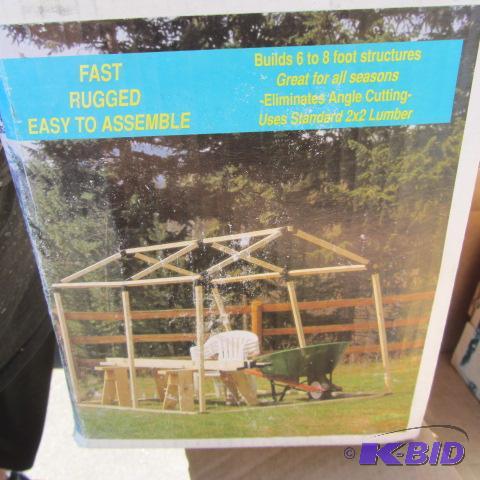 FAST
RUGGED
EASY TO ASSEMBLE
Builds 6 to 8 foot structures
Great for all seasons
-Eliminates Angle Cutting-
Uses Standard 2x2 Lumber
© K-BID